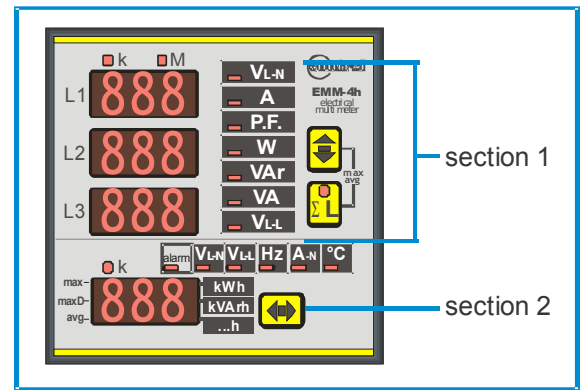 k M
L1 888
L2 888
L3 888
VL-N
A
P.F.
W
VAr
VA
VL-L
EMM-4h
electrical
multi meter
max
avg
Σ L
section 1
alarm VL-N VL-L Hz A-N °C
k
max
maxD
avg
888
kWh
kVArh
...h
section 2